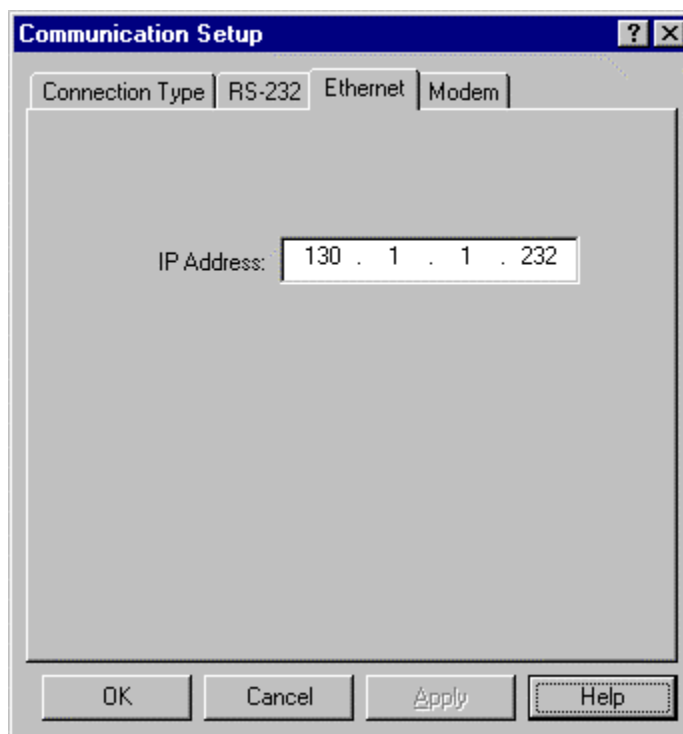 Communication Setup ? X
Connection Type RS-232 Ethernet Modem
IP Address: 130 . 1 . 1 . 232
OK Cancel Apply Help